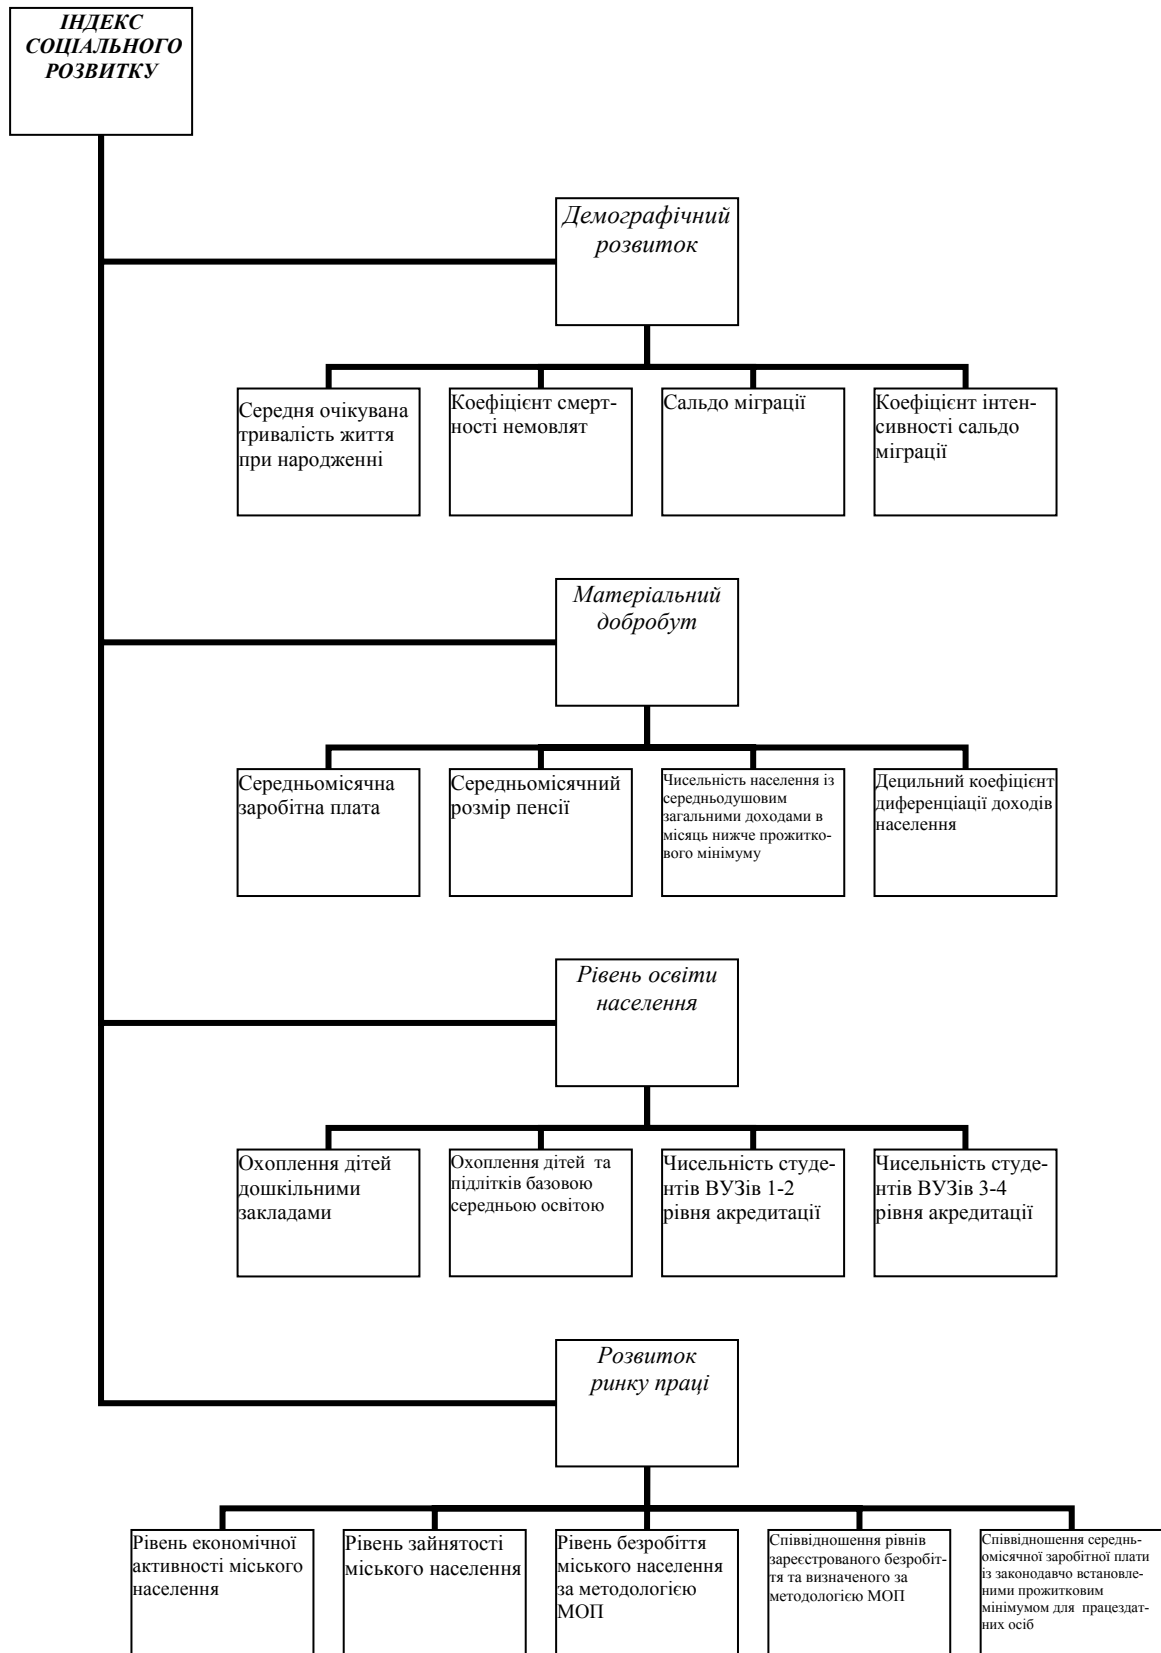 ІНДЕКС
СОЦІАЛЬНОГО
РОЗВИТКУ
Демографічний
розвиток
Середня очікувана
тривалість життя
при народженні
Коефіцієнт смерт-
ності немовлят
Сальдо міграції
Коефіцієнт інтен-
сивності сальдо
міграції
Матеріальний
добробут
Середньомісячна
заробітна плата
Середньомісячний
розмір пенсії
Чисельність населення із
середньодушовим
загальними доходами в
місяць нижче прожитко-
вого мінімуму
Децильний коефіцієнт
диференціації доходів
населення
Рівень освіти
населення
Охоплення дітей
дошкільними
закладами
Охоплення дітей та
підлітків базовою
середньою освітою
Чисельність студе-
нтів ВУЗів 1-2
рівня акредитації
Чисельність студе-
нтів ВУЗів 3-4
рівня акредитації
Розвиток
ринку праці
Рівень економічної
активності міського
населення
Рівень зайнятості
міського населення
Рівень безробіття
міського населення
за методологією
МОП
Співвідношення рівнів
зареєстрованого безробіт-
тя та визначеного за
методологією МОП
Співвідношення середнь-
омісячної заробітної плати
із законодавчо встановле-
ними прожитковим
мінімумом для працездат-
них осіб